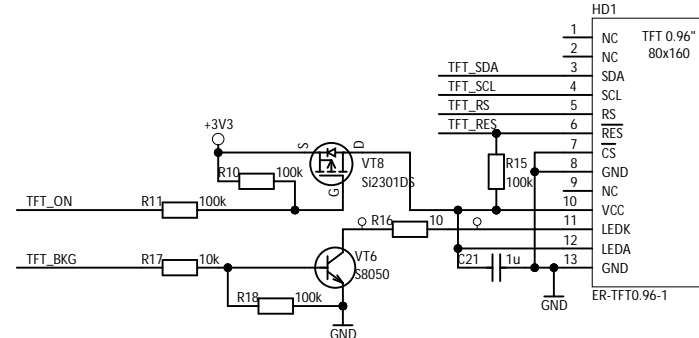 HD1
1 NC TFT 0.96"
2 NC 80x160
TFT_SDA 3 SDA
TFT_SCL 4 SCL
TFT_RS 5 RS
TFT_RES 6 RES
+3V3 S D 7 CS
R10 100k VT8 R15 8 GND
Si2301DS 100k 9 NC
TFT_ON R11 100k G 10 VCC
R16 10 11 LEDK
12 LEDA
TFT_BKG R17 10k VT6 C21 1u 13 GND
S8050
R18 100k GND ER-TFT0.96-1
GND